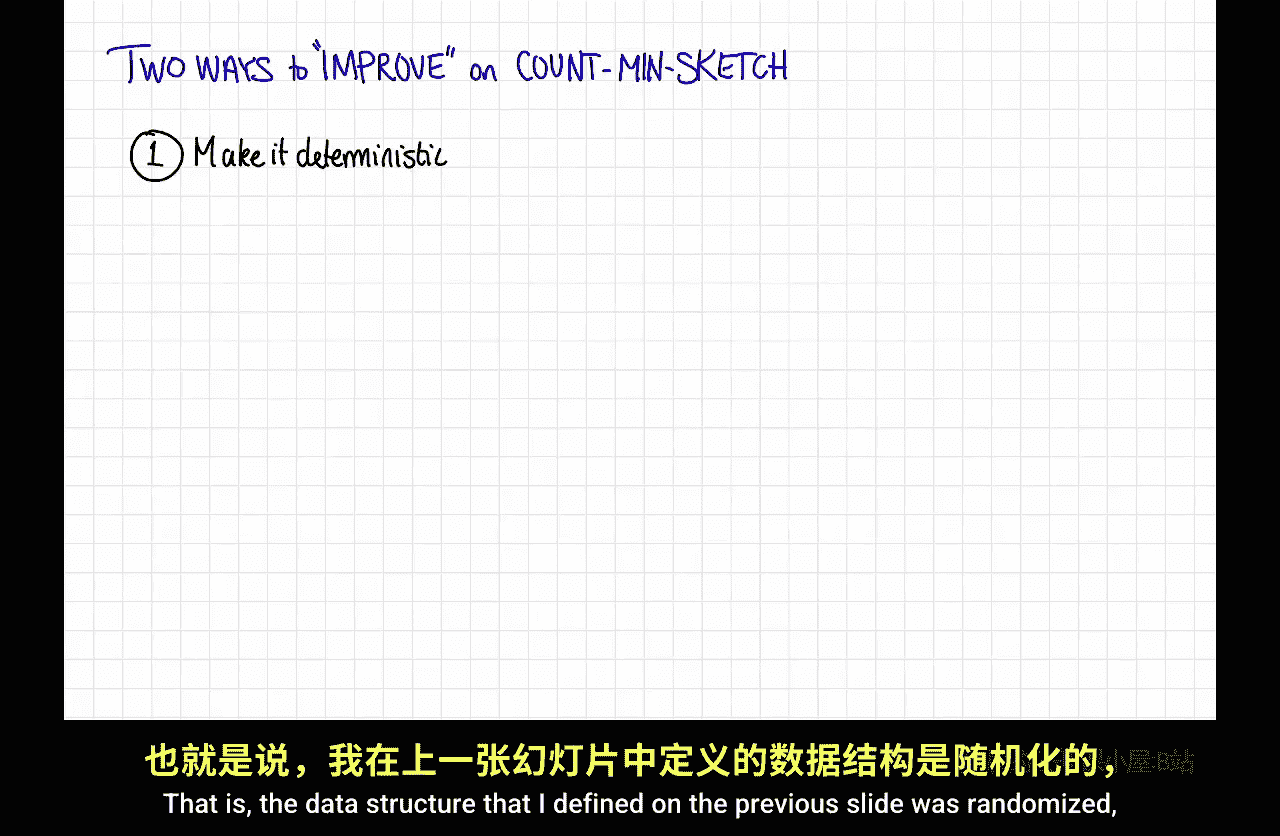 TWO WAYS to "IMPROVE" on COUNT-MIN-SKETCH
1 Make it deterministic
也就是说，我在上一张幻灯片中定义的数据结构是随机化的，
That is, the data structure that I defined on the previous slide was randomized,